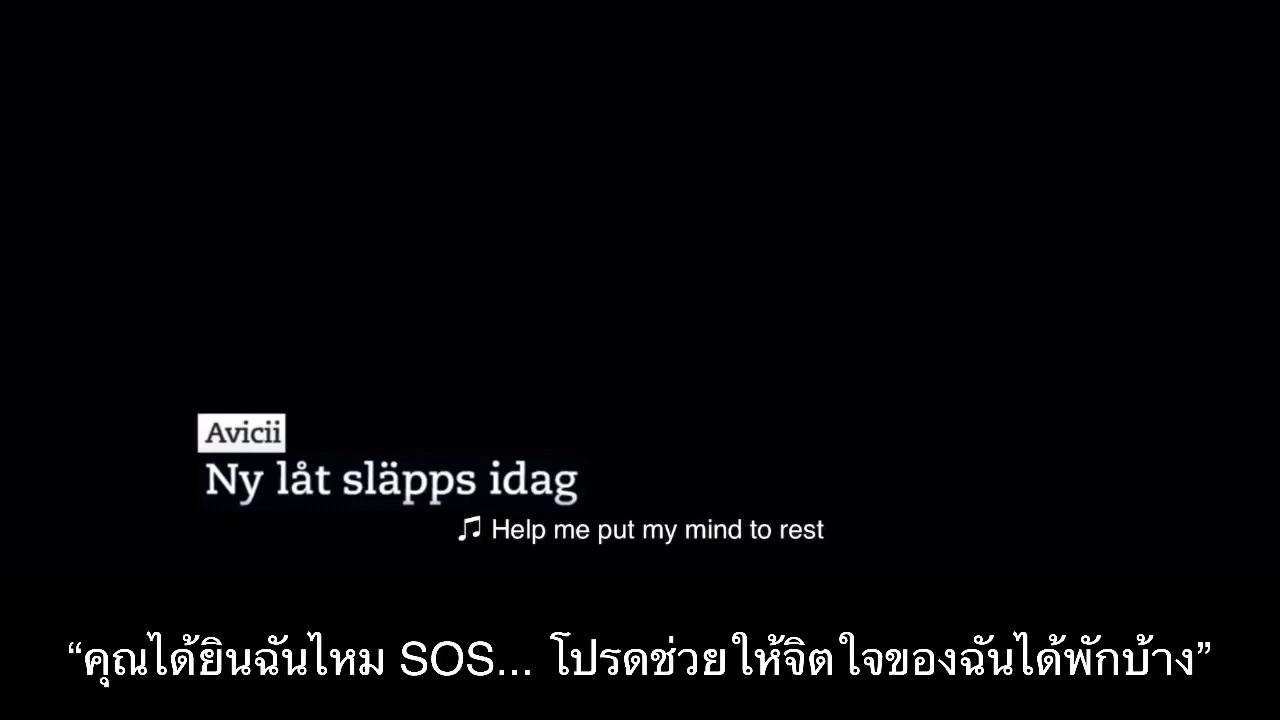 Avicii
Ny låt släpps idag
♫ Help me put my mind to rest
“คุณได้ยินฉันไหม SOS... โปรดช่วยให้จิตใจของฉันได้พักบ้าง”